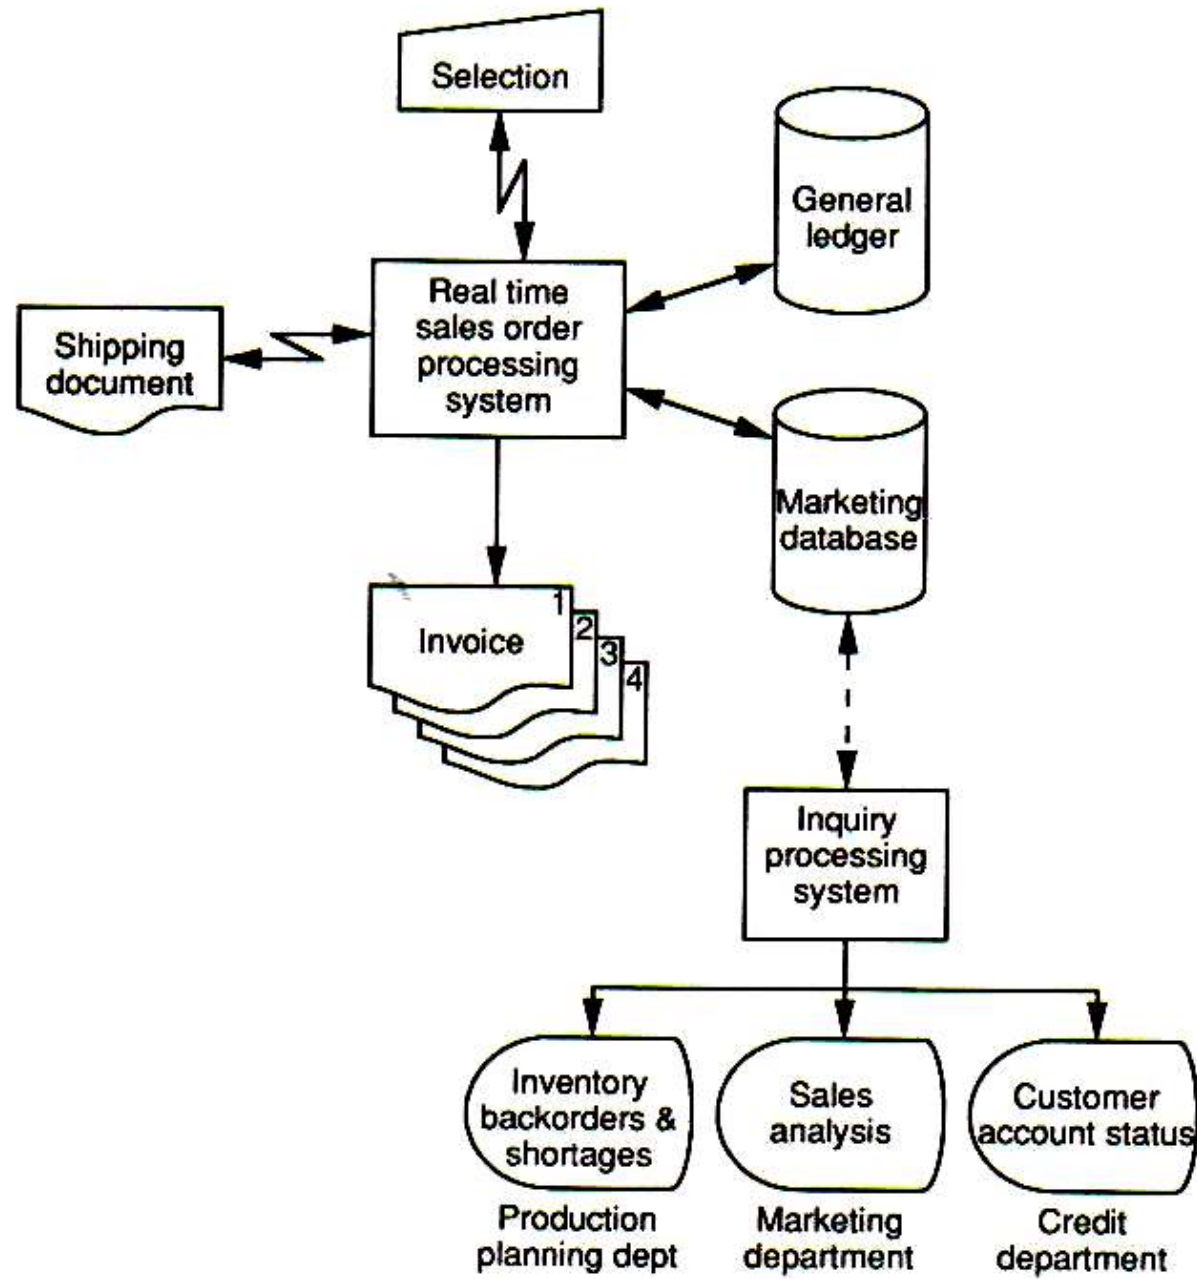 Selection
General
ledger
Real time
sales order
processing
system
Shipping
document
Marketing
database
1
Invoice
2
3
4
Inquiry
processing
system
Inventory
backorders &
shortages
Sales
analysis
Customer
account status
Production
planning dept
Marketing
department
Credit
department